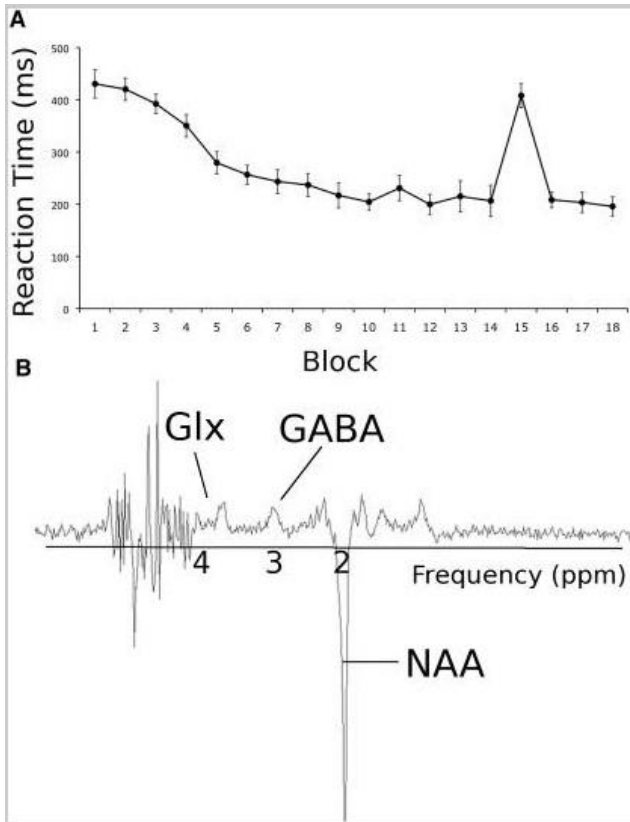 A
Reaction Time (ms)
500
400
300
200
100
0
1 2 3 4 5 6 7 8 9 10 11 12 13 14 15 16 17 18
Block
B
Glx GABA
4 3 2
Frequency (ppm)
NAA